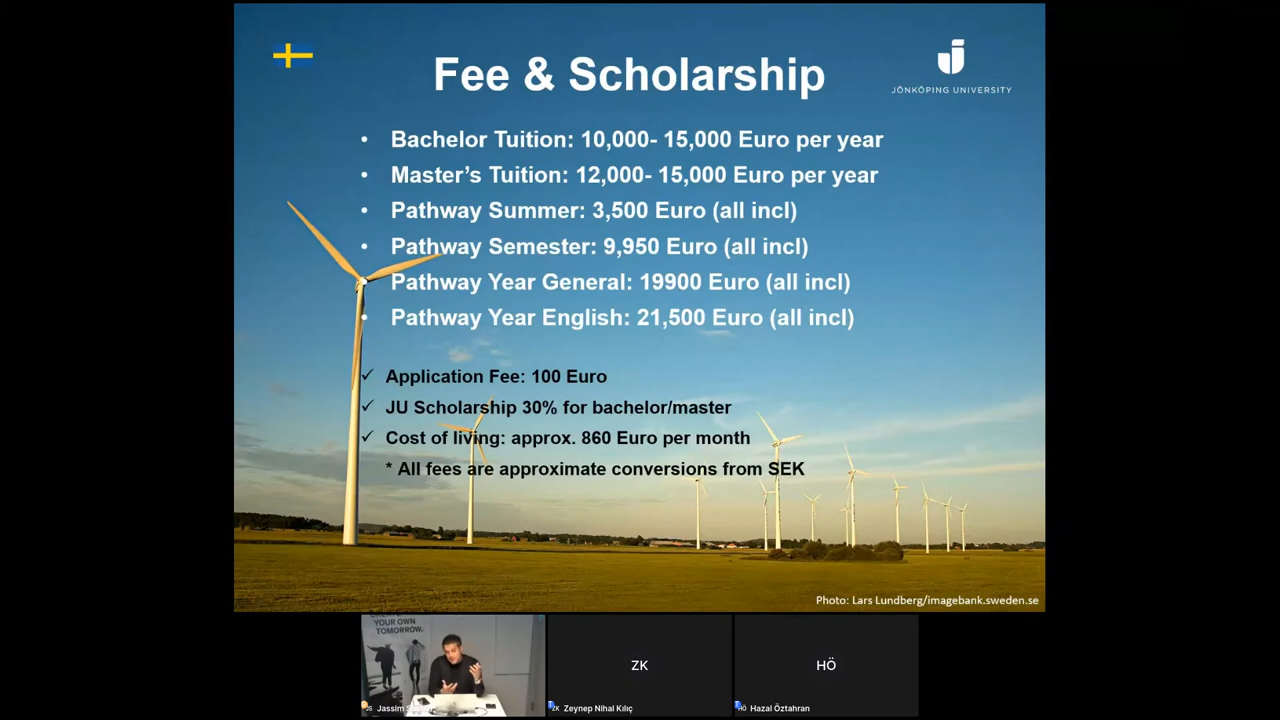 Fee & Scholarship
JÖNKÖPING UNIVERSITY
• Bachelor Tuition: 10,000- 15,000 Euro per year
• Master's Tuition: 12,000- 15,000 Euro per year
• Pathway Summer: 3,500 Euro (all incl)
• Pathway Semester: 9,950 Euro (all incl)
Pathway Year General: 19900 Euro (all incl)
• Pathway Year English: 21,500 Euro (all incl)
✓ Application Fee: 100 Euro
✓ JU Scholarship 30% for bachelor/master
✓ Cost of living: approx. 860 Euro per month
* All fees are approximate conversions from SEK
Photo: Lars Lundberg/imagebank.sweden.se
YOUR OWN
TOMORROW.
JS Jassim
ZK
ZK Zeynep Nihal Kılıç
HÖ
HÖ Hazal Öztahran